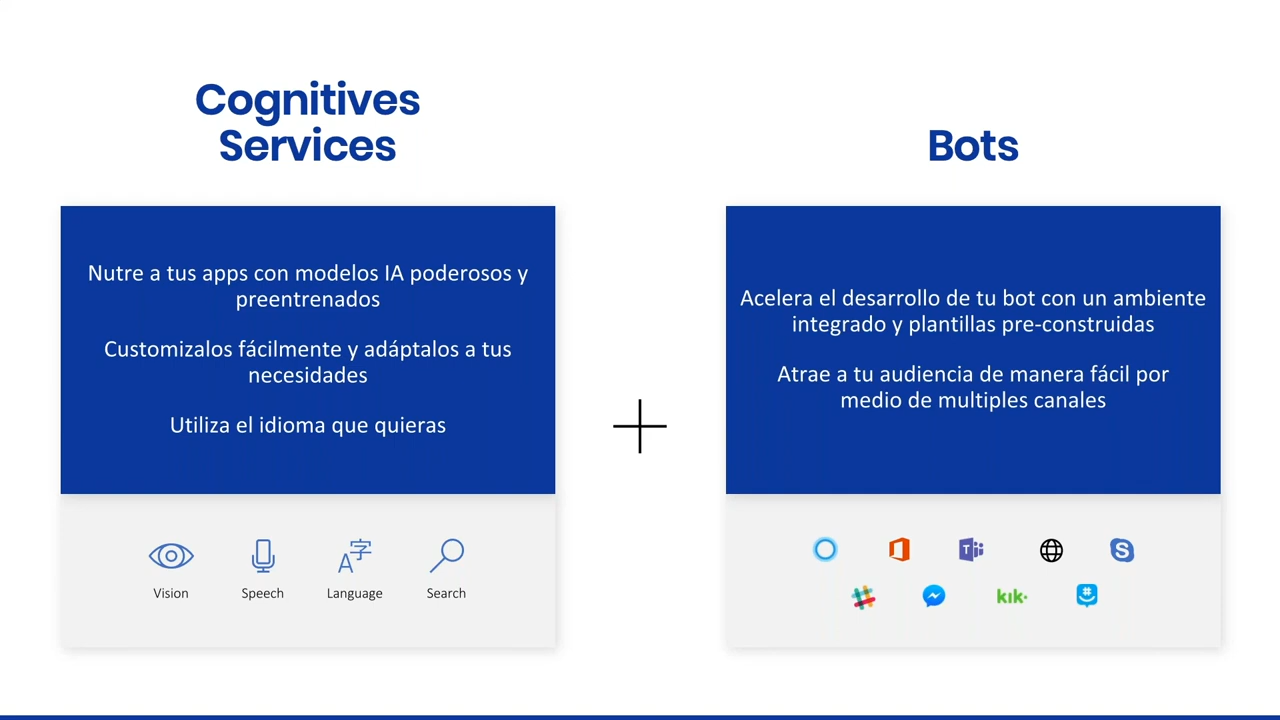 Cognitives
Services
Nutre a tus apps con modelos IA poderosos y
preentrenados
Customizalos fácilmente y adáptalos a tus
necesidades
Utiliza el idioma que quieras
Vision
Speech
Language
Search
Bots
Acelera el desarrollo de tu bot con un ambiente
integrado y plantillas pre-construidas
Atrae a tu audiencia de manera fácil por
medio de multiples canales
kik·